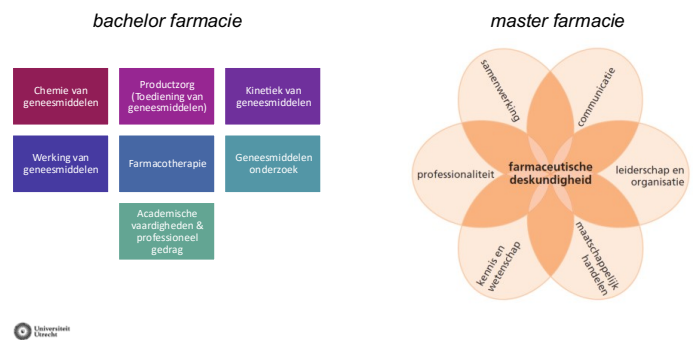 bachelor farmacie
master farmacie
Chemie van
geneesmiddelen
Productzorg
(Toediening van
geneesmiddelen)
Kinetiek van
geneesmiddelen
Werking van
geneesmiddelen
Farmacotherapie
Geneesmiddelen
onderzoek
Academische
vaardigheden &
professioneel
gedrag
samenwerking
communicatie
professionaliteit
farmaceutische
deskundigheid
leiderschap en
organisatie
kennis en
wetenschap
maatschappelijk
handelen
Universiteit
Utrecht